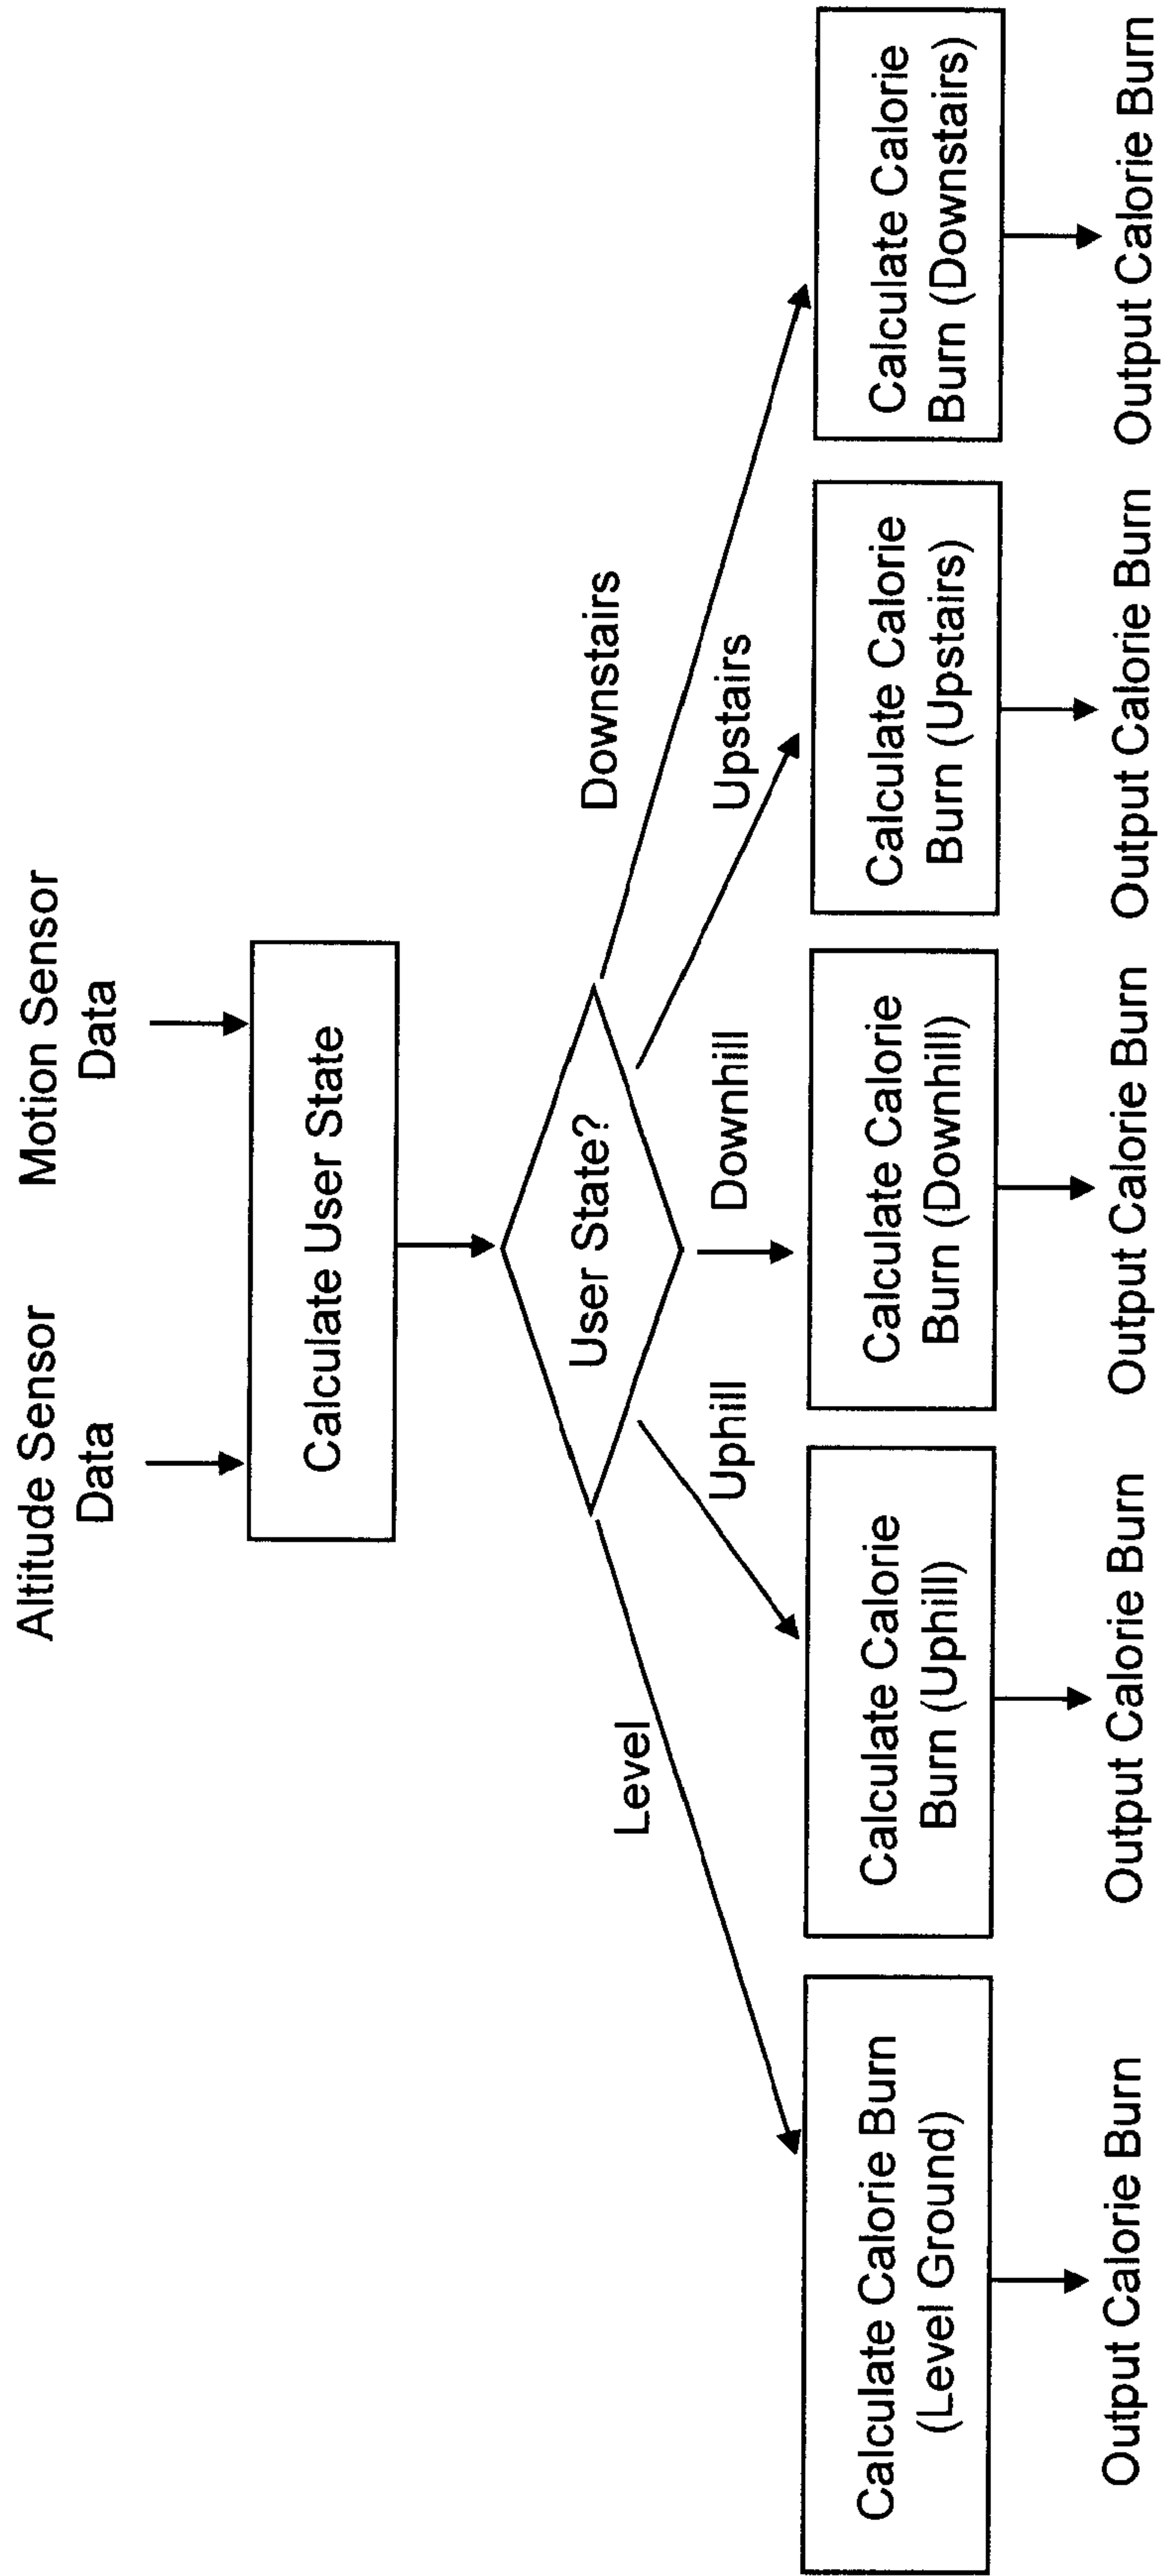 Altitude Sensor
Data
Motion Sensor
Data
Calculate User State
User State?
Level
Uphill
Downhill
Upstairs
Downstairs
Calculate Calorie Burn
(Level Ground)
Calculate Calorie
Burn (Uphill)
Calculate Calorie
Burn (Downhill)
Calculate Calorie
Burn (Upstairs)
Calculate Calorie
Burn (Downstairs)
Output Calorie Burn
Output Calorie Burn
Output Calorie Burn
Output Calorie Burn
Output Calorie Burn